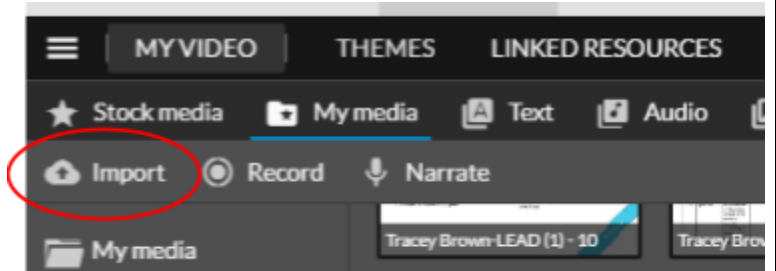 MY VIDEO THEMES LINKED RESOURCES
Stock media My media Text Audio
Import Record Narrate
My media
Tracey Brown-LEAD (1) - 10 Tracey Brow